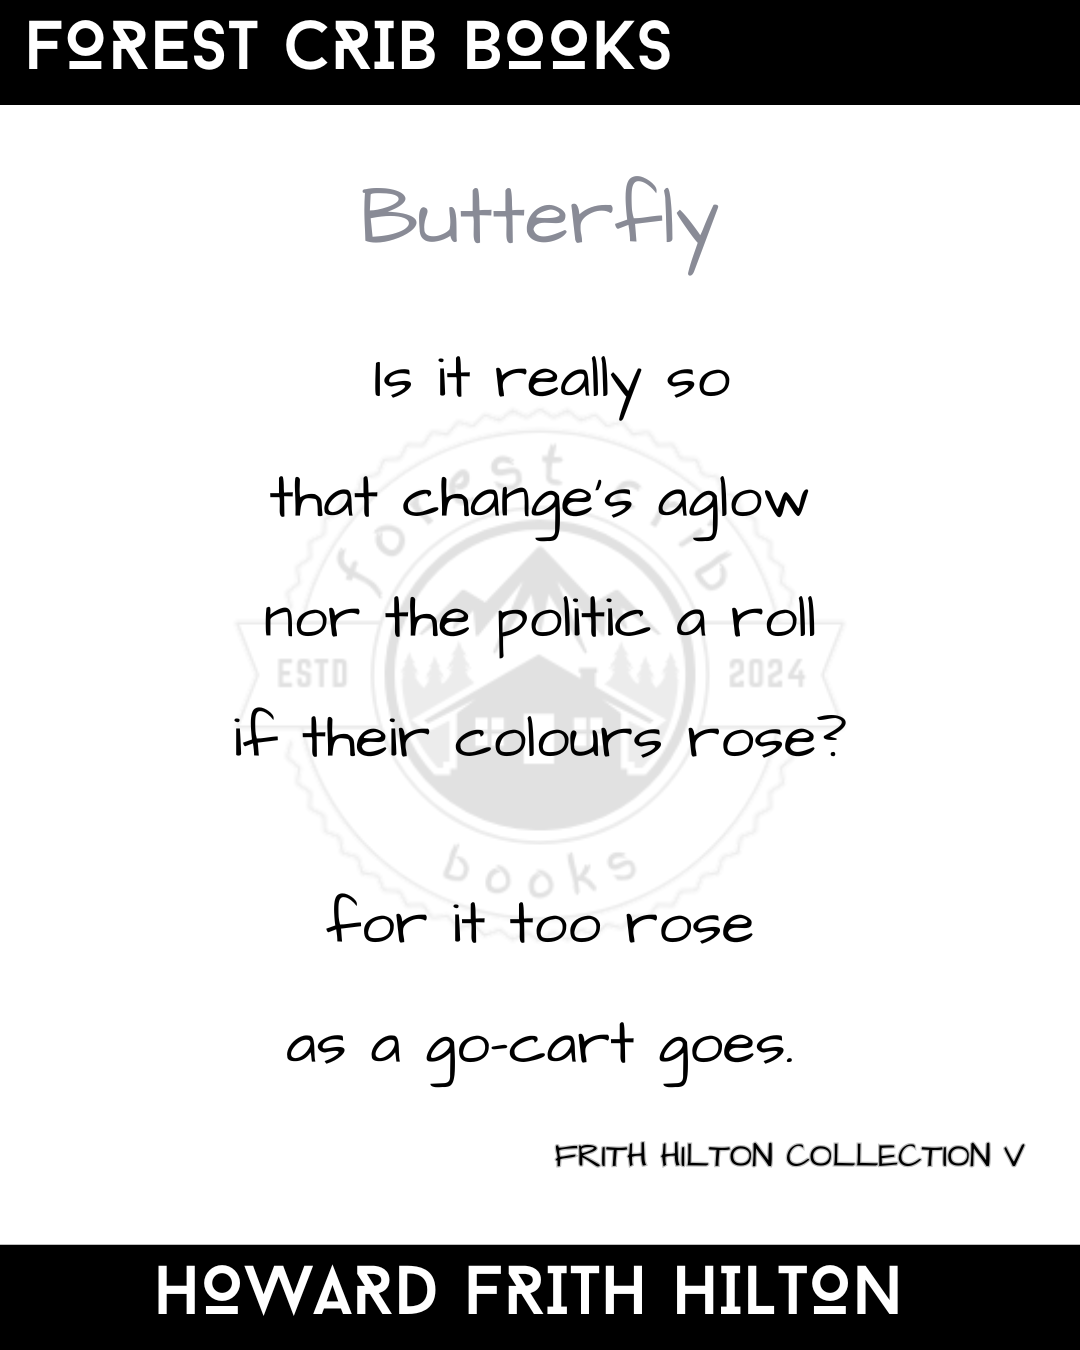 FOREST CRIB BOOKS
Butterfly
Is it really so
that change's aglow
nor the politic a roll
if their colours rose?
for it too rose
as a go-cart goes.
forest crib
ESTD 2024
books
FRITH HILTON COLLECTION V
HOWARD FRITH HILTON